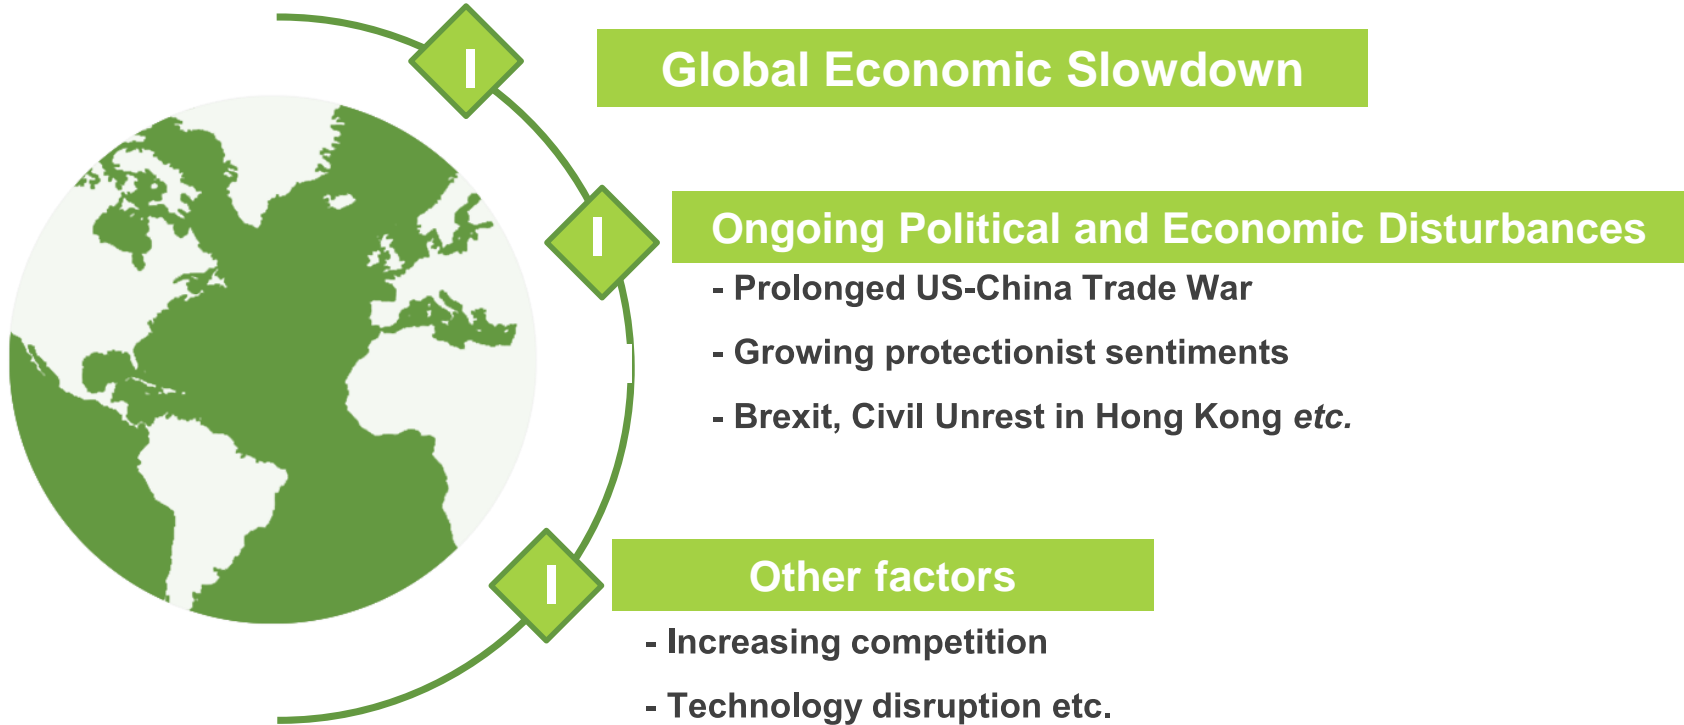 I
Global Economic Slowdown
I
Ongoing Political and Economic Disturbances
- Prolonged US-China Trade War
- Growing protectionist sentiments
- Brexit, Civil Unrest in Hong Kong etc.
I
Other factors
- Increasing competition
- Technology disruption etc.